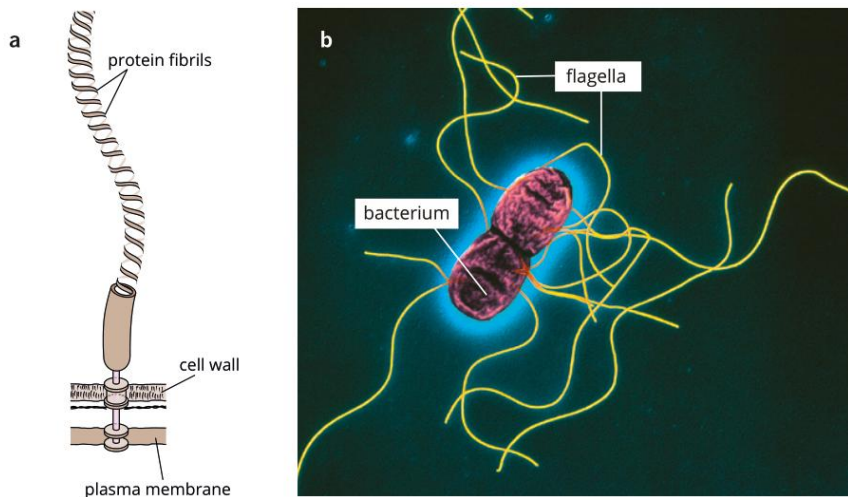 a
protein fibrils
cell wall
plasma membrane
b
flagella
bacterium